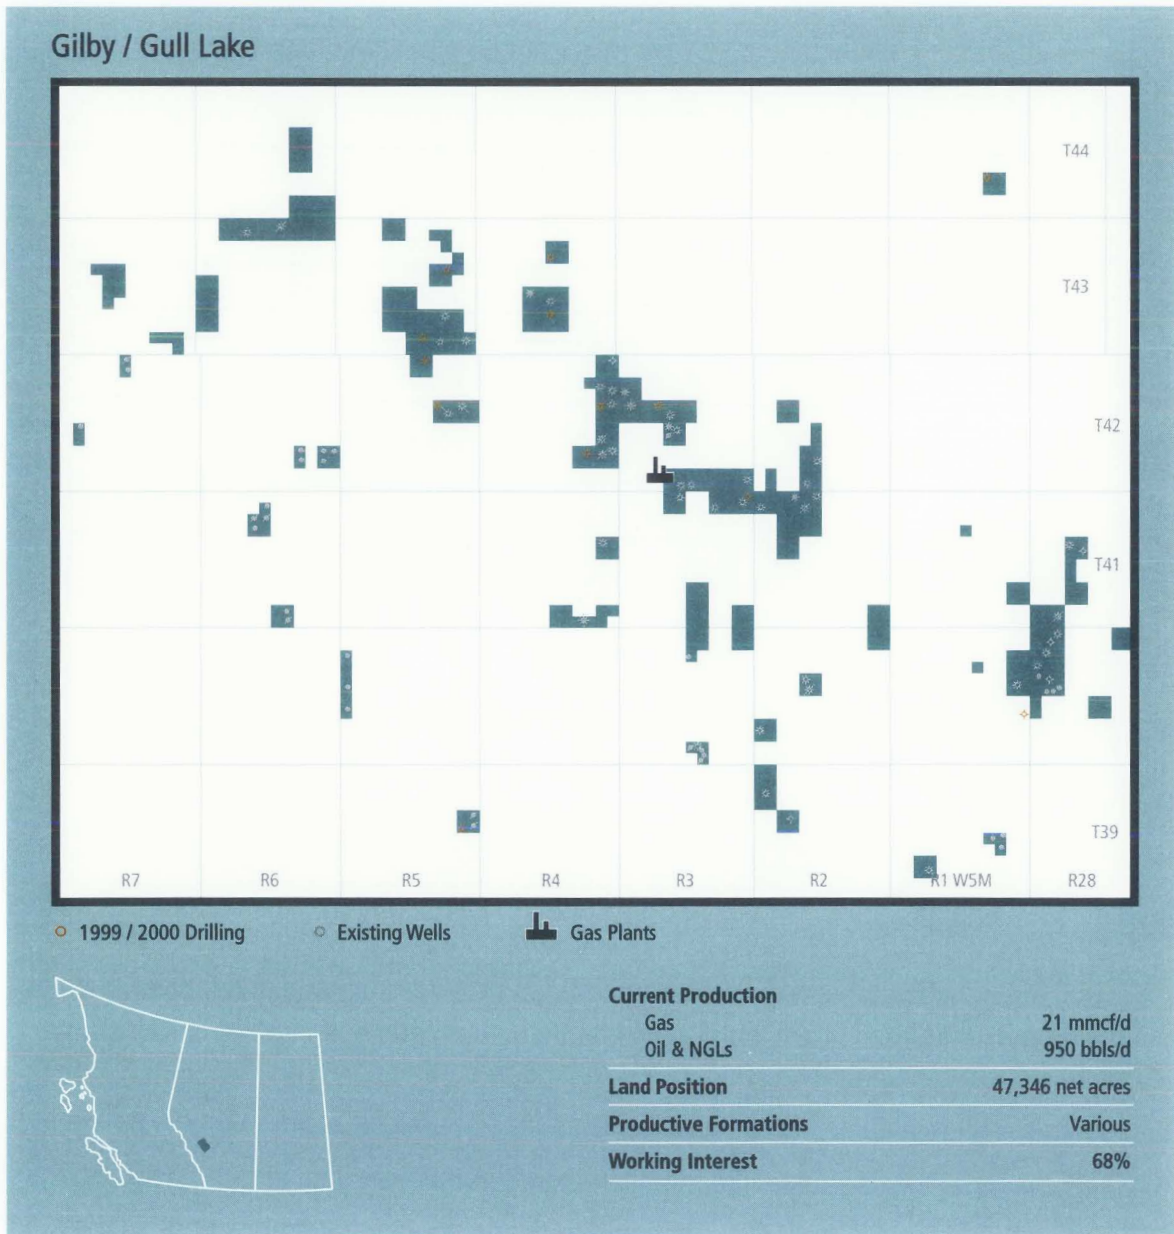 Gilby / Gull Lake
T44
T43
T42
T41
T39
R7 R6 R5 R4 R3 R2 R1 W5M R28
1999 / 2000 Drilling Existing Wells Gas Plants
Current Production
Gas 21 mmcf/d
Oil & NGLs 950 bbls/d
Land Position 47,346 net acres
Productive Formations Various
Working Interest 68%